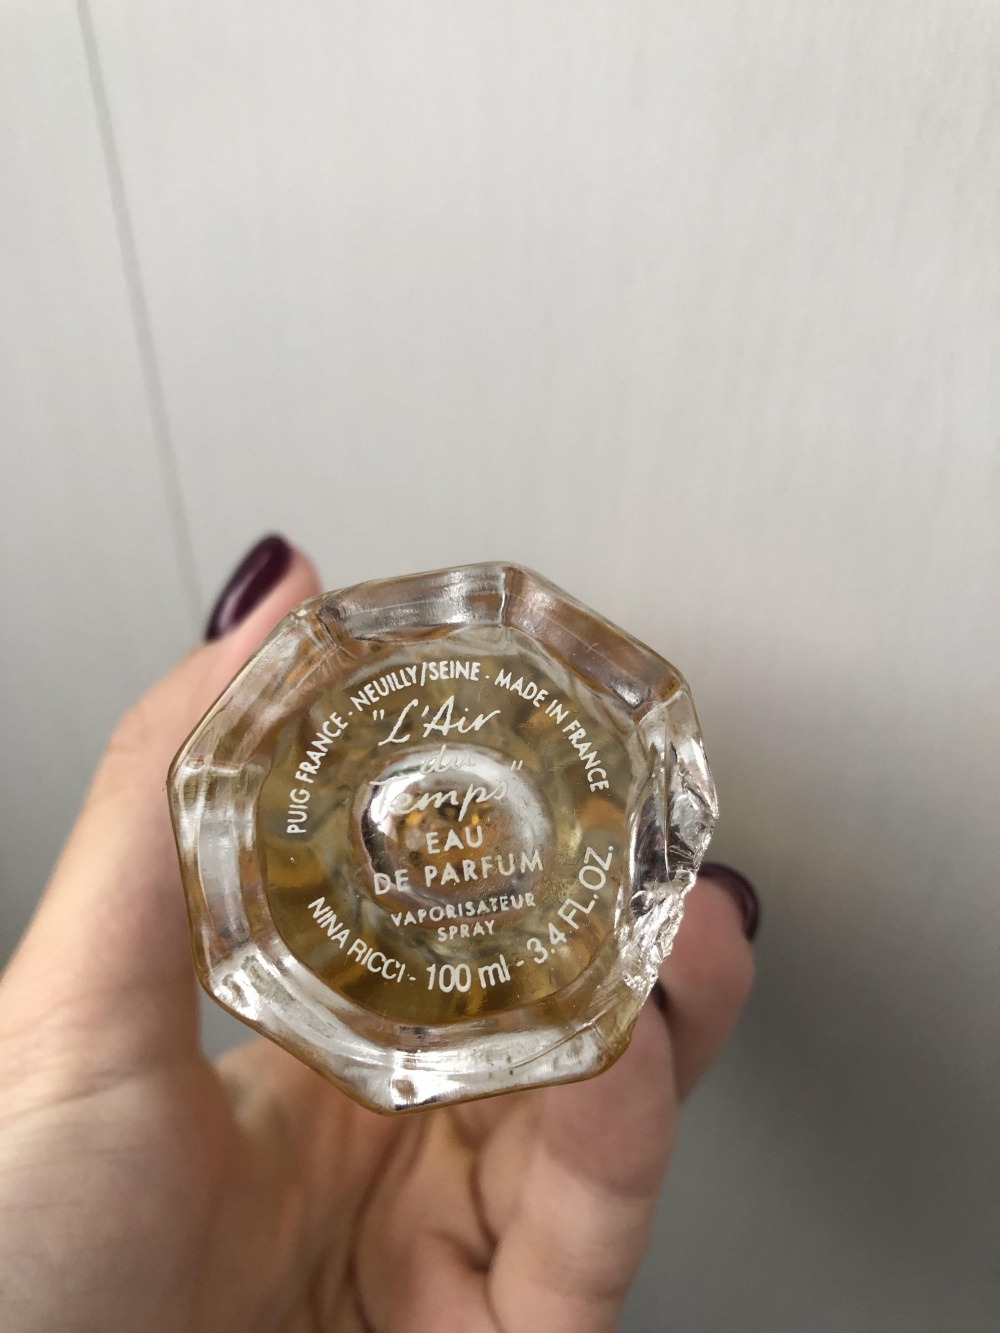 PUIG FRANCE - NEUILLY/SEINE - MADE IN FRANCE
"L'Air
du
Temps"
EAU
DE PARFUM
VAPORISATEUR
SPRAY
NINA RICCI - 100 ml - 3.4 FL.OZ.